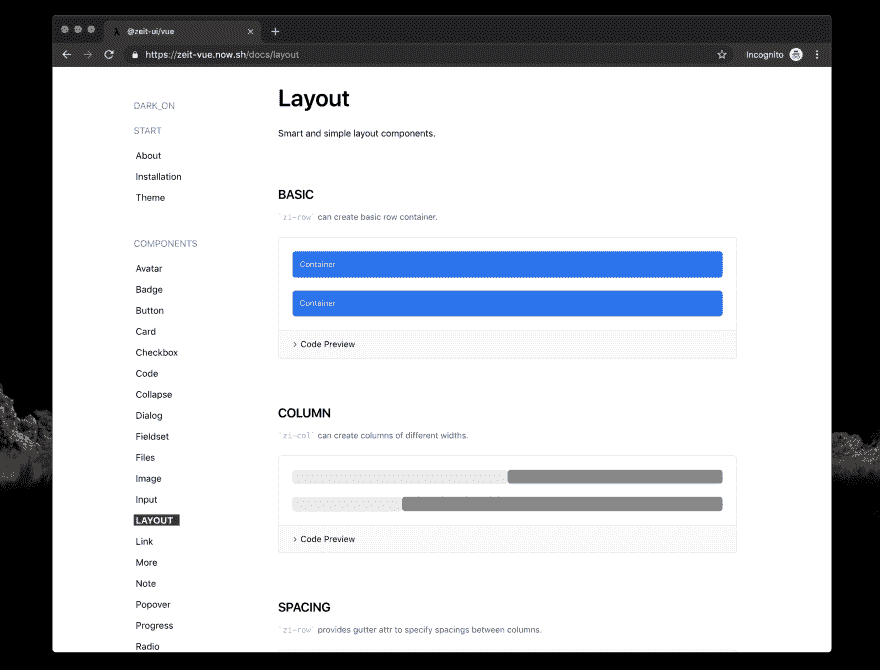 @zeit-ui/vue
https://zeit-vue.now.sh/docs/layout
Incognito
DARK_ON
START
About
Installation
Theme
COMPONENTS
Avatar
Badge
Button
Card
Checkbox
Code
Collapse
Dialog
Fieldset
Files
Image
Input
LAYOUT
Link
More
Note
Popover
Progress
Radio
Layout
Smart and simple layout components.
BASIC
`zi-row` can create basic row container.
Container
Container
Code Preview
COLUMN
`zi-col` can create columns of different widths.
Code Preview
SPACING
`zi-row` provides gutter attr to specify spacings between columns.